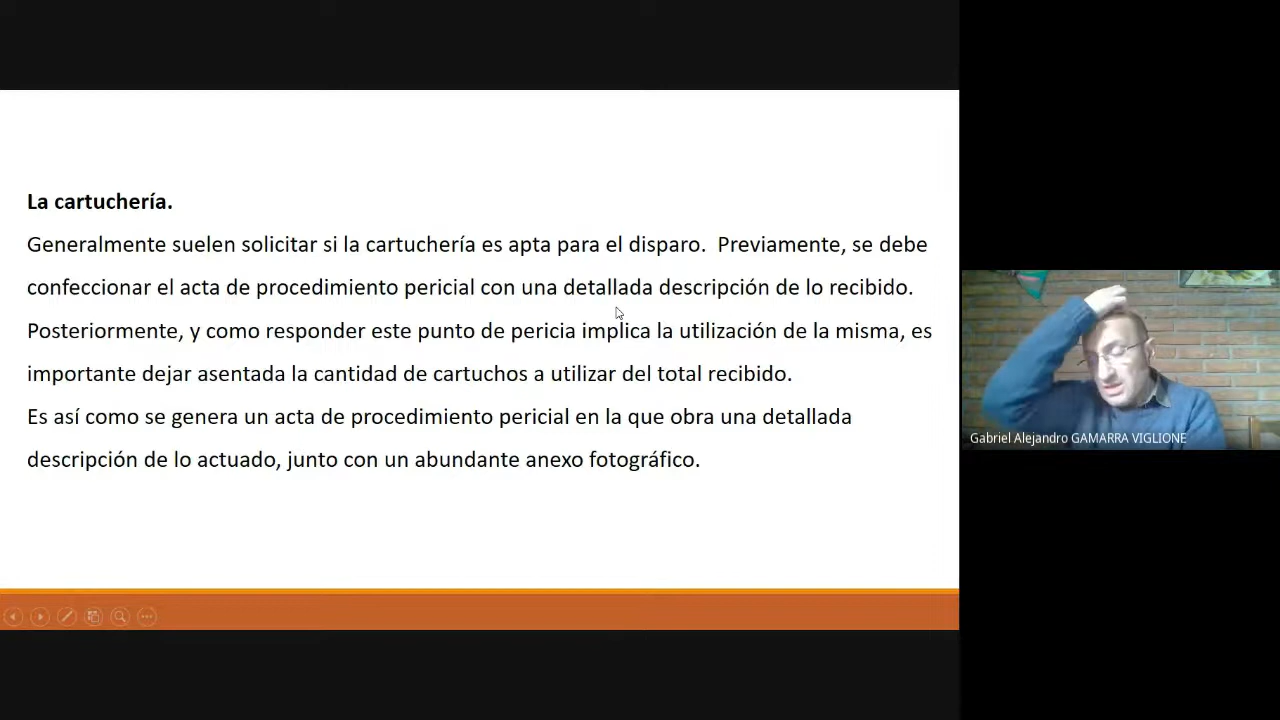 La cartuchería.
Generalmente suelen solicitar si la cartuchería es apta para el disparo.  Previamente, se debe
confeccionar el acta de procedimiento pericial con una detallada descripción de lo recibido.
Posteriormente, y como responder este punto de pericia implica la utilización de la misma, es
importante dejar asentada la cantidad de cartuchos a utilizar del total recibido.
Es así como se genera un acta de procedimiento pericial en la que obra una detallada
descripción de lo actuado, junto con un abundante anexo fotográfico.
Gabriel Alejandro GAMARRA VIGLIONE